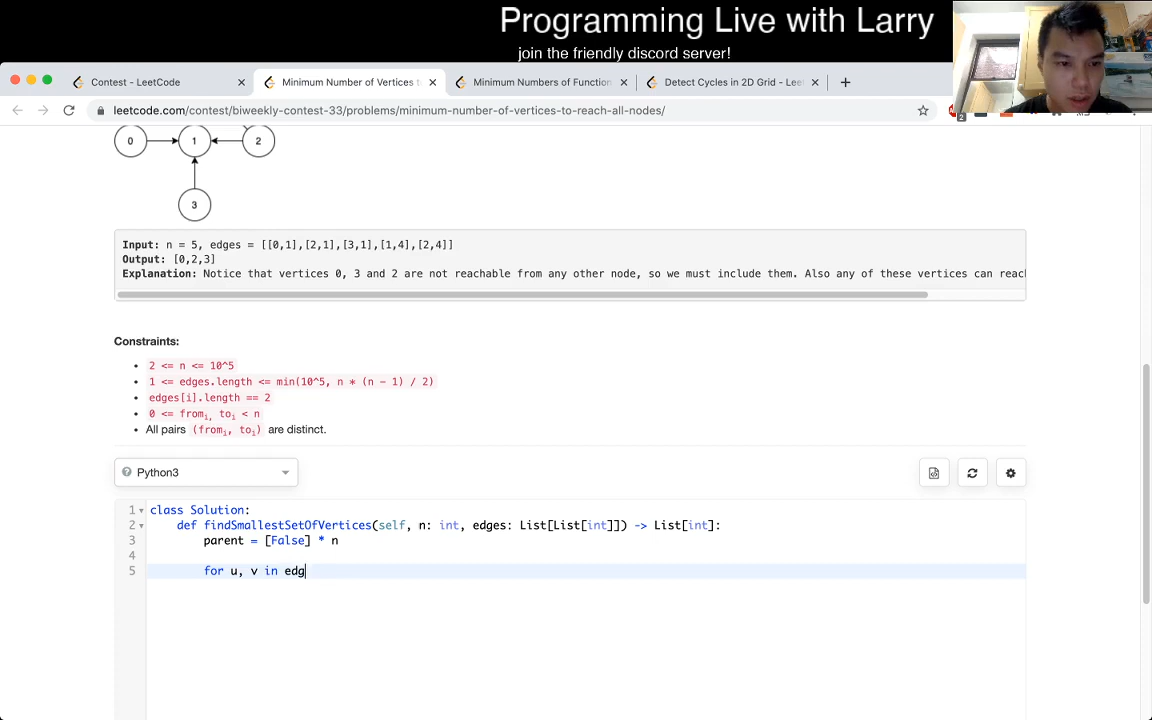 Programming Live with Larry
join the friendly discord server!
Contest - LeetCode
Minimum Number of Vertices t
Minimum Numbers of Function
Detect Cycles in 2D Grid - Lee
leetcode.com/contest/biweekly-contest-33/problems/minimum-number-of-vertices-to-reach-all-nodes/
2
0
1
2
3
Input: n = 5, edges = [[0,1],[2,1],[3,1],[1,4],[2,4]]
Output: [0,2,3]
Explanation: Notice that vertices 0, 3 and 2 are not reachable from any other node, so we must include them. Also any of these vertices can reach
Constraints:
2 <= n <= 10^5
1 <= edges.length <= min(10^5, n * (n - 1) / 2)
edges[i].length == 2
0 <= fromi, toi < n
All pairs (fromi, toi) are distinct.
Python3
1 class Solution:
2 def findSmallestSetOfVertices(self, n: int, edges: List[List[int]]) -> List[int]:
3 parent = [False] * n
4
5 for u, v in edg